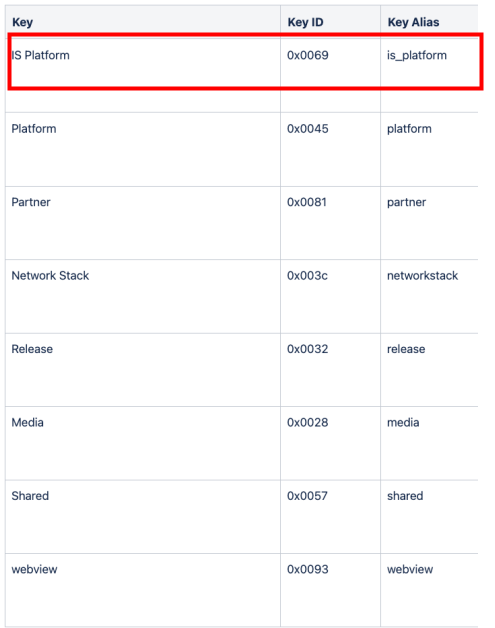 Key Key ID Key Alias
IS Platform 0x0069 is_platform
Platform 0x0045 platform
Partner 0x0081 partner
Network Stack 0x003c networkstack
Release 0x0032 release
Media 0x0028 media
Shared 0x0057 shared
webview 0x0093 webview